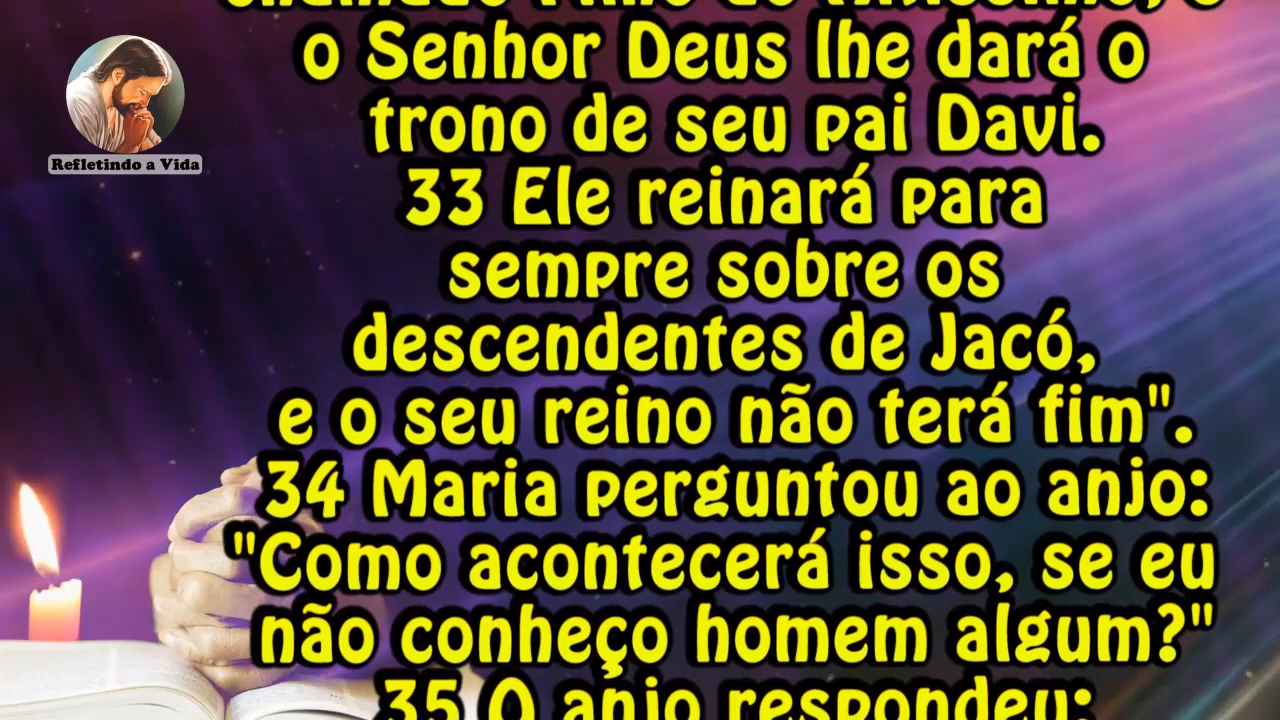 Refletindo a Vida
o Senhor Deus lhe dará o
trono de seu pai Davi.
33 Ele reinará para
sempre sobre os
descendentes de Jacó,
e o seu reino não terá fim".
34 Maria perguntou ao anjo:
"Como acontecerá isso, se eu
não conheço homem algum?"
35 O anjo respondeu: